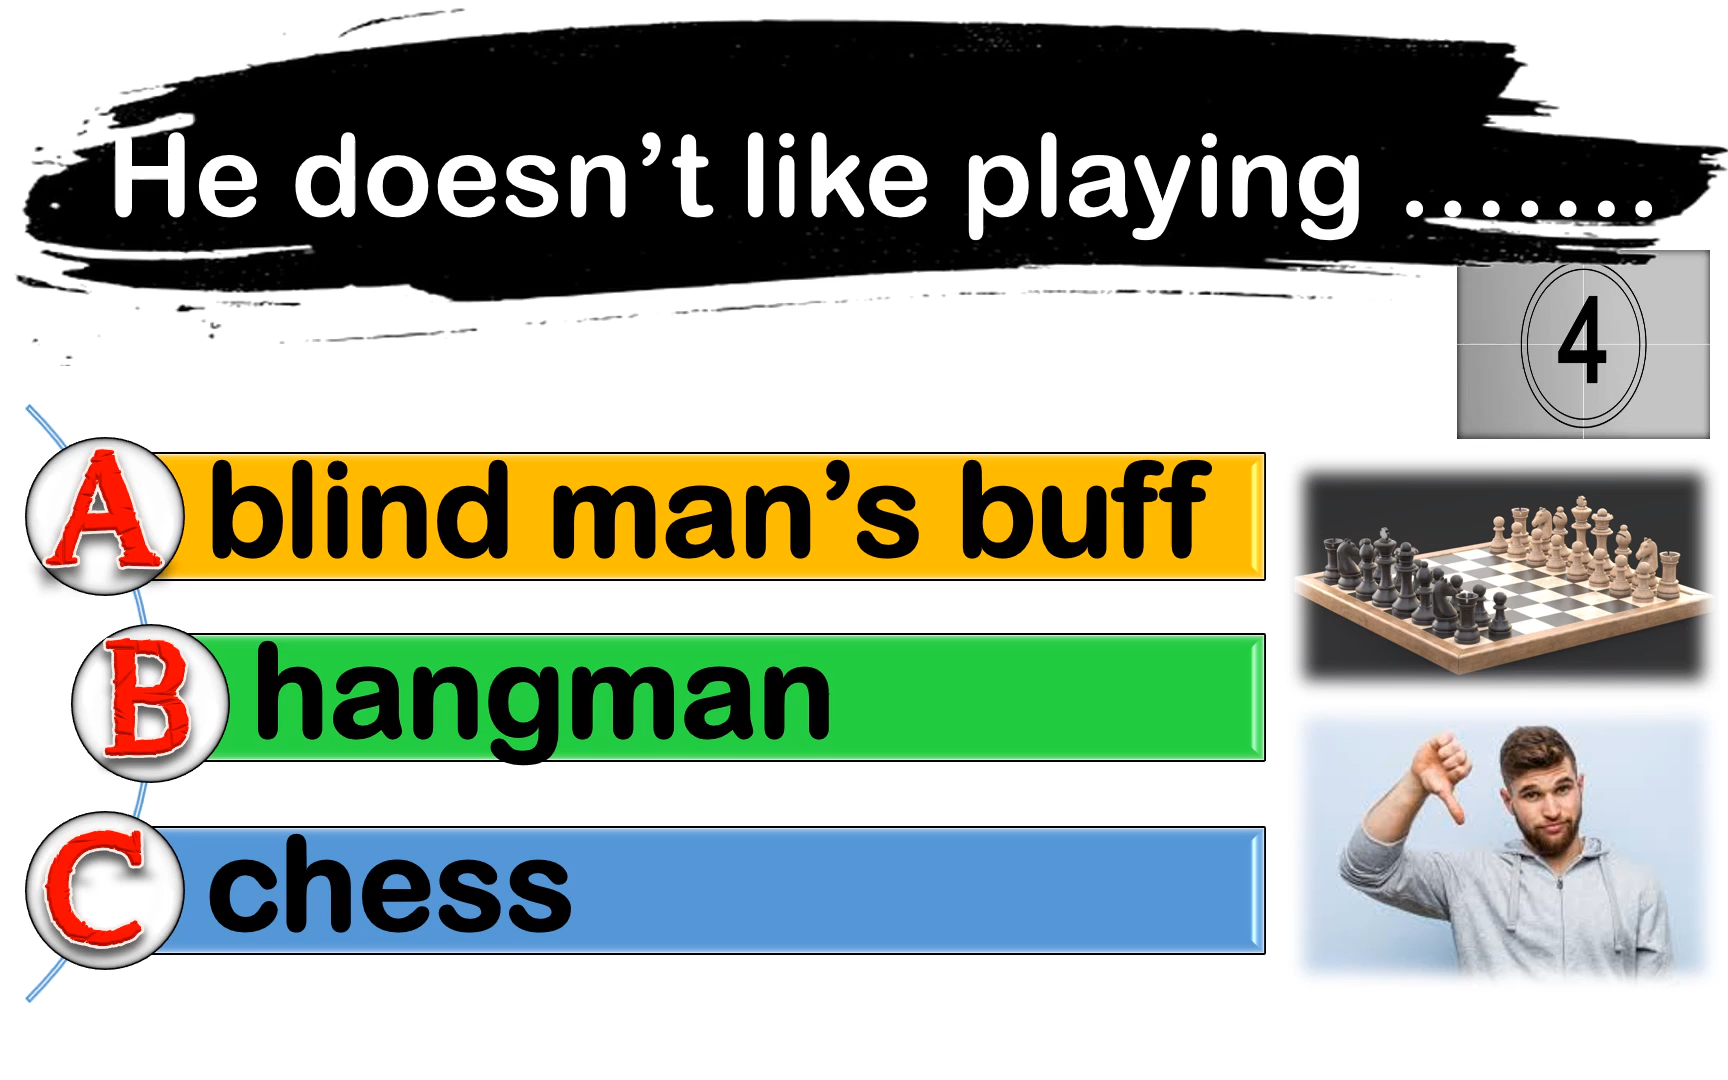 He doesn’t like playing .......
4
A blind man’s buff
B hangman
C chess